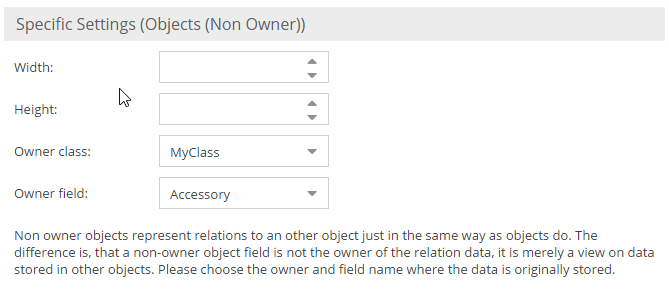 Specific Settings (Objects (Non Owner))
Width:
Height:
Owner class: MyClass
Owner field: Accessory
Non owner objects represent relations to an other object just in the same way as objects do. The
difference is, that a non-owner object field is not the owner of the relation data, it is merely a view on data
stored in other objects. Please choose the owner and field name where the data is originally stored.